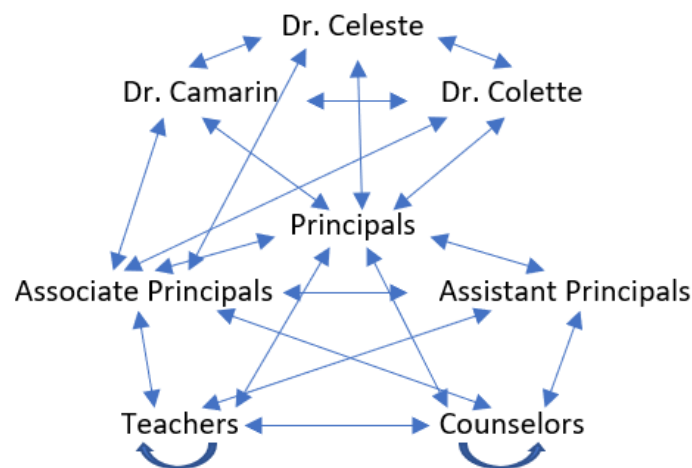 Dr. Celeste
Dr. Camarin
Dr. Colette
Principals
Associate Principals
Assistant Principals
Teachers
Counselors